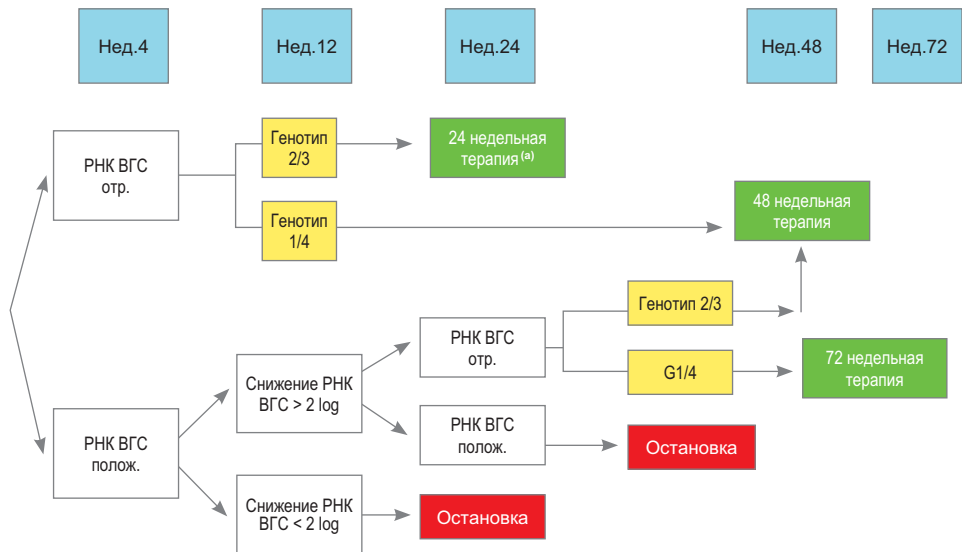 Нед.4
Нед.12
Нед.24
Нед.48
Нед.72
РНК ВГС
отр.
Генотип
2/3
24 недельная
терапия (а)
Генотип
1/4
48 недельная
терапия
РНК ВГС
полож.
Снижение РНК
ВГС > 2 log
РНК ВГС
отр.
Генотип 2/3
G1/4
72 недельная
терапия
РНК ВГС
полож.
Остановка
Снижение РНК
ВГС < 2 log
Остановка